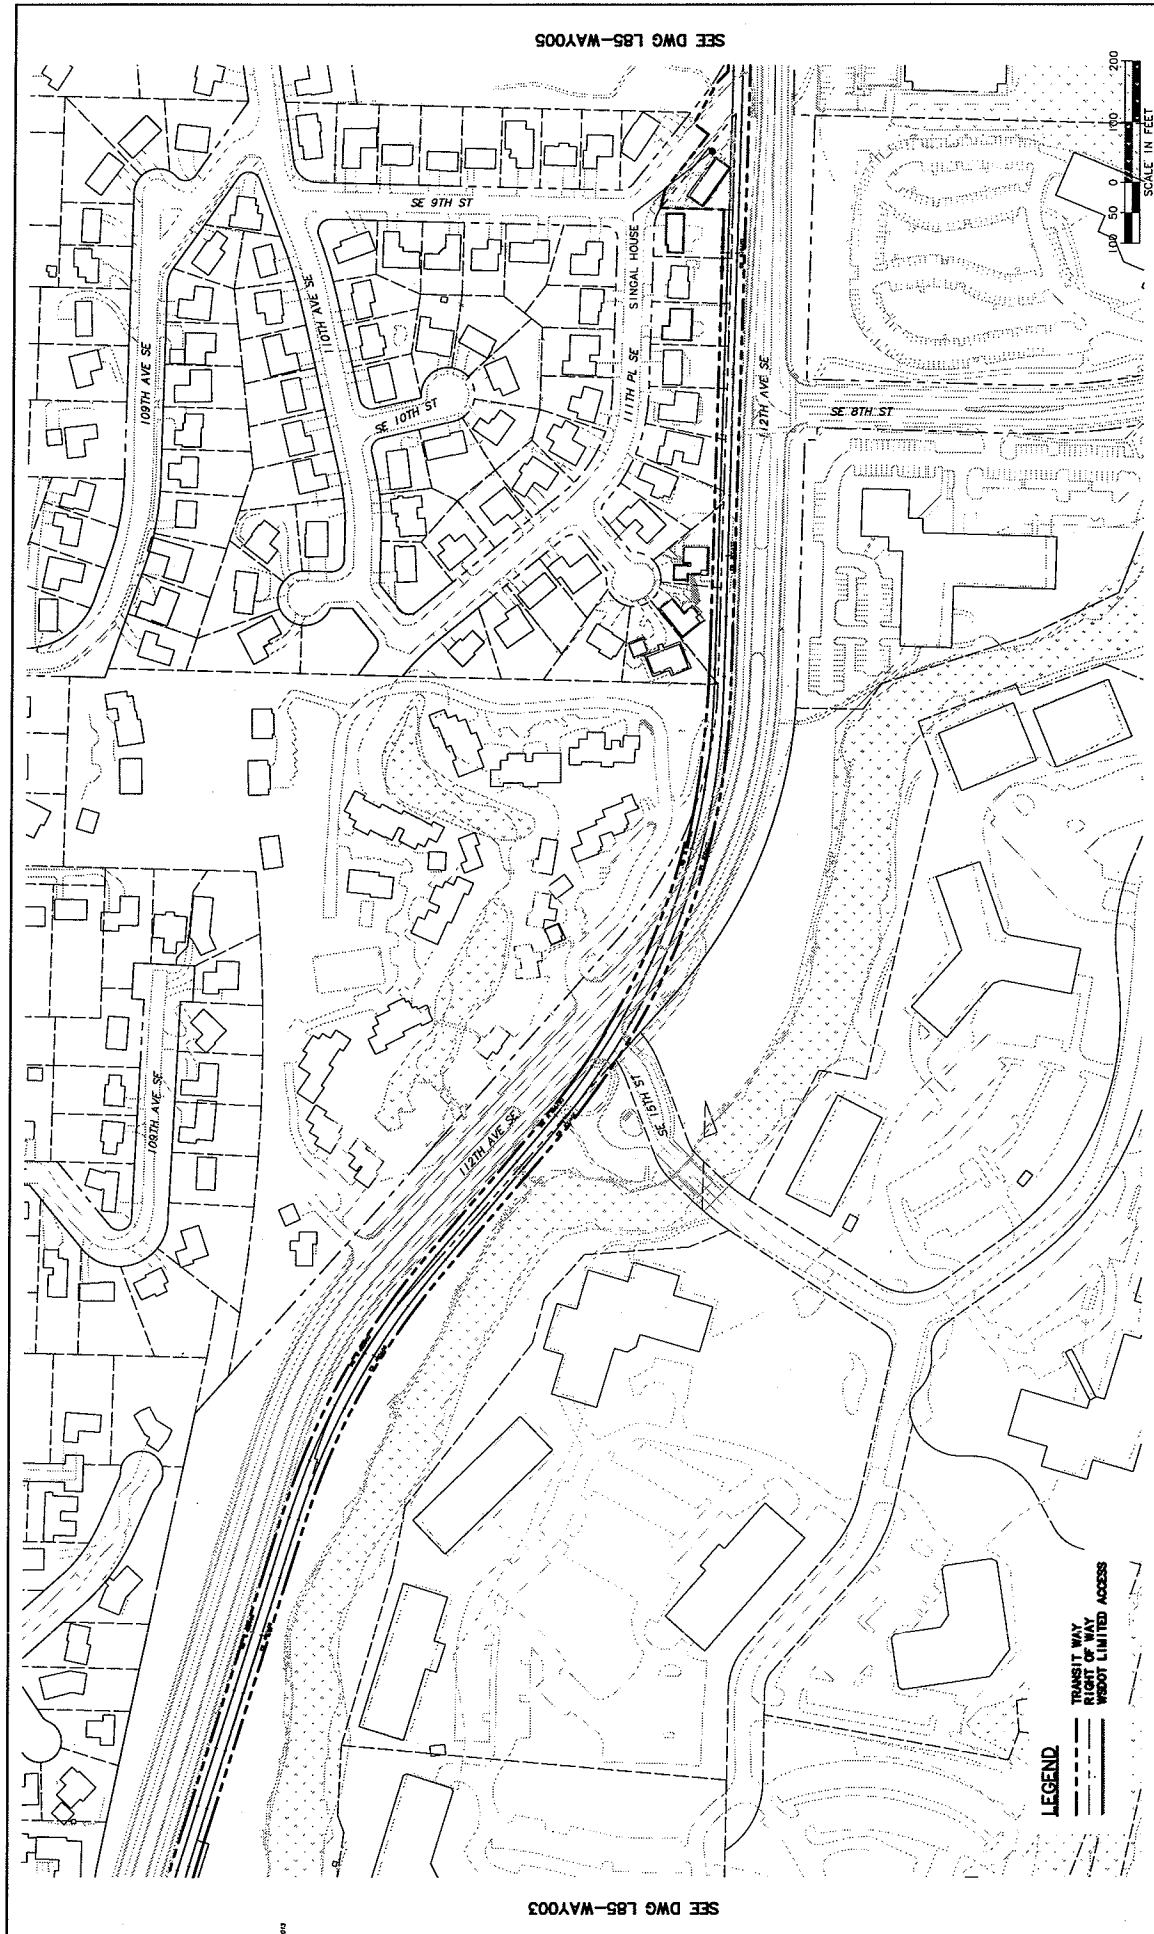 SEE DWG L85-WAY005
200
100
0
50
100
SCALE IN FEET
SE 9TH ST
SINGAL HOUSE
110TH AVE SE
109TH AVE SE
SE 10TH ST
111TH PL SE
112TH AVE SE
SE 8TH ST
109TH AVE SE
112TH AVE SE
SE 15TH ST
LEGEND
TRANSIT WAY
RIGHT OF WAY
WSDOT LIMITED ACCESS
SEE DWG L85-WAY003